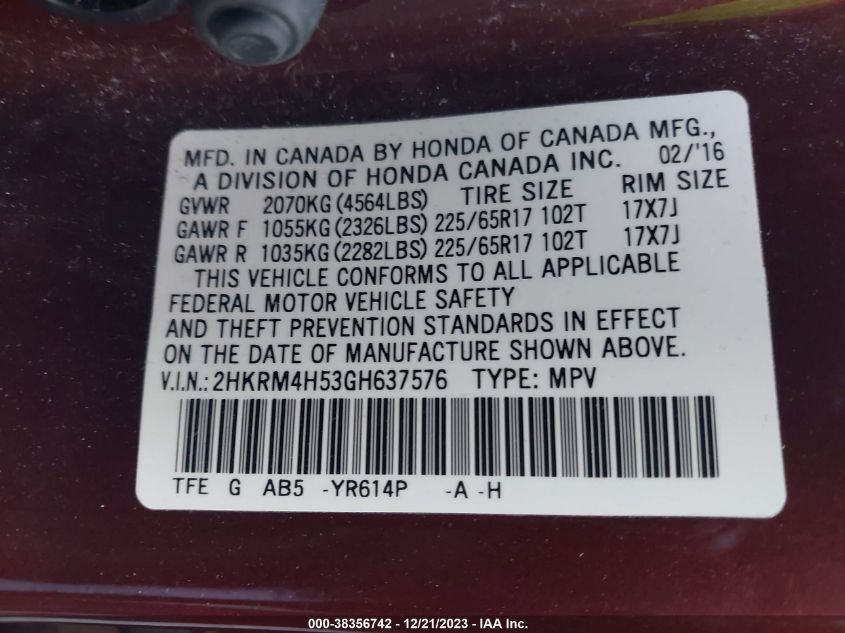 MFD. IN CANADA BY HONDA OF CANADA MFG.,
A DIVISION OF HONDA CANADA INC. 02/'16
GVWR 2070KG (4564LBS) TIRE SIZE RIM SIZE
GAWR F 1055KG (2326LBS) 225/65R17 102T 17X7J
GAWR R 1035KG (2282LBS) 225/65R17 102T 17X7J
THIS VEHICLE CONFORMS TO ALL APPLICABLE
FEDERAL MOTOR VEHICLE SAFETY
AND THEFT PREVENTION STANDARDS IN EFFECT
ON THE DATE OF MANUFACTURE SHOWN ABOVE.
V.I.N.: 2HKRM4H53GH637576 TYPE: MPV
TFE G AB5 -YR614P -A -H
000-38356742 - 12/21/2023 - IAA Inc.